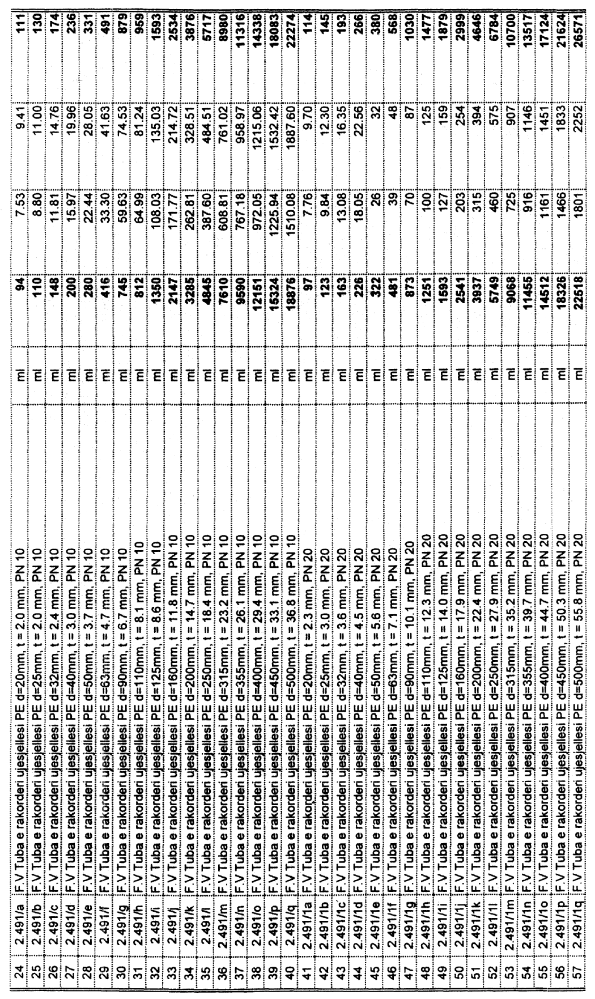 24 2.491/a F.V Tuba e rakorderi ujesjellesi PE d=20mm, t = 2.0 mm, PN 10 ml 94 7.53 9.41 111
25 2.491/b F.V Tuba e rakorderi ujesjellesi PE d=25mm, t = 2.0 mm, PN 10 ml 110 8.80 11.00 130
26 2.491/c F.V Tuba e rakorderi ujesjellesi PE d=32mm, t = 2.4 mm, PN 10 ml 148 11.81 14.76 174
27 2.491/d F.V Tuba e rakorderi ujesjellesi PE d=40mm, t = 3.0 mm, PN 10 ml 200 15.97 19.96 236
28 2.491/e F.V Tuba e rakorderi ujesjellesi PE d=50mm, t = 3.7 mm, PN 10 ml 280 22.44 28.05 331
29 2.491/f F.V Tuba e rakorderi ujesjellesi PE d=63mm, t = 4.7 mm, PN 10 ml 416 33.30 41.63 491
30 2.491/g F.V Tuba e rakorderi ujesjellesi PE d=90mm, t = 6.7 mm, PN 10 ml 745 59.63 74.53 879
31 2.491/h F.V Tuba e rakorderi ujesjellesi PE d=110mm, t = 8.1 mm, PN 10 ml 812 64.99 81.24 959
32 2.491/i F.V Tuba e rakorderi ujesjellesi PE d=125mm, t = 8.6 mm, PN 10 ml 1350 108.03 135.03 1593
33 2.491/j F.V Tuba e rakorderi ujesjellesi PE d=160mm, t = 11.8 mm, PN 10 ml 2147 171.77 214.72 2534
34 2.491/k F.V Tuba e rakorderi ujesjellesi PE d=200mm, t = 14.7 mm, PN 10 ml 3285 262.81 328.51 3876
35 2.491/l F.V Tuba e rakorderi ujesjellesi PE d=250mm, t = 18.4 mm, PN 10 ml 4845 387.60 484.51 5717
36 2.491/m F.V Tuba e rakorderi ujesjellesi PE d=315mm, t = 23.2 mm, PN 10 ml 7610 608.81 761.02 8980
37 2.491/n F.V Tuba e rakorderi ujesjellesi PE d=355mm, t = 26.1 mm, PN 10 ml 9590 767.18 958.97 11316
38 2.491/o F.V Tuba e rakorderi ujesjellesi PE d=400mm, t = 29.4 mm, PN 10 ml 12151 972.05 1215.06 14338
39 2.491/p F.V Tuba e rakorderi ujesjellesi PE d=450mm, t = 33.1 mm, PN 10 ml 15324 1225.94 1532.42 18083
40 2.491/q F.V Tuba e rakorderi ujesjellesi PE d=500mm, t = 36.8 mm, PN 10 ml 18876 1510.08 1887.60 22274
41 2.491/1a F.V Tuba e rakorderi ujesjellesi PE d=20mm, t = 2.3 mm, PN 20 ml 97 7.76 9.70 114
42 2.491/1b F.V Tuba e rakorderi ujesjellesi PE d=25mm, t = 3.0 mm, PN 20 ml 123 9.84 12.30 145
43 2.491/1c F.V Tuba e rakorderi ujesjellesi PE d=32mm, t = 3.6 mm, PN 20 ml 163 13.08 16.35 193
44 2.491/1d F.V Tuba e rakorderi ujesjellesi PE d=40mm, t = 4.5 mm, PN 20 ml 226 18.05 22.56 266
45 2.491/1e F.V Tuba e rakorderi ujesjellesi PE d=50mm, t = 5.6 mm, PN 20 ml 322 26 32 380
46 2.491/1f F.V Tuba e rakorderi ujesjellesi PE d=63mm, t = 7.1 mm, PN 20 ml 481 39 48 568
47 2.491/1g F.V Tuba e rakorderi ujesjellesi PE d=90mm, t = 10.1 mm, PN 20 ml 873 70 87 1030
48 2.491/1h F.V Tuba e rakorderi ujesjellesi PE d=110mm, t = 12.3 mm, PN 20 ml 1251 100 125 1477
49 2.491/1i F.V Tuba e rakorderi ujesjellesi PE d=125mm, t = 14.0 mm, PN 20 ml 1593 127 159 1879
50 2.491/1j F.V Tuba e rakorderi ujesjellesi PE d=160mm, t = 17.9 mm, PN 20 ml 2541 203 254 2999
51 2.491/1k F.V Tuba e rakorderi ujesjellesi PE d=200mm, t = 22.4 mm, PN 20 ml 3937 315 394 4646
52 2.491/1l F.V Tuba e rakorderi ujesjellesi PE d=250mm, t = 27.9 mm, PN 20 ml 5749 460 575 6784
53 2.491/1m F.V Tuba e rakorderi ujesjellesi PE d=315mm, t = 35.2 mm, PN 20 ml 9068 725 907 10700
54 2.491/1n F.V Tuba e rakorderi ujesjellesi PE d=355mm, t = 39.7 mm, PN 20 ml 11455 916 1146 13517
55 2.491/1o F.V Tuba e rakorderi ujesjellesi PE d=400mm, t = 44.7 mm, PN 20 ml 14512 1161 1451 17124
56 2.491/1p F.V Tuba e rakorderi ujesjellesi PE d=450mm, t = 50.3 mm, PN 20 ml 18326 1466 1833 21624
57 2.491/1q F.V Tuba e rakorderi ujesjellesi PE d=500mm, t = 55.8 mm, PN 20 ml 22518 1801 2252 26571